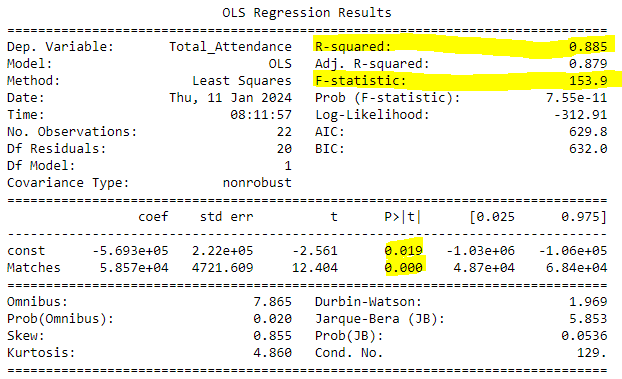 OLS Regression Results
==============================================================================
Dep. Variable: Total_Attendance R-squared: 0.885
Model: OLS Adj. R-squared: 0.879
Method: Least Squares F-statistic: 153.9
Date: Thu, 11 Jan 2024 Prob (F-statistic): 7.55e-11
Time: 08:11:57 Log-Likelihood: -312.91
No. Observations: 22 AIC: 629.8
Df Residuals: 20 BIC: 632.0
Df Model: 1
Covariance Type: nonrobust
==============================================================================
coef std err t P>|t| [0.025 0.975]
------------------------------------------------------------------------------
const -5.693e+05 2.22e+05 -2.561 0.019 -1.03e+06 -1.06e+05
Matches 5.857e+04 4721.609 12.404 0.000 4.87e+04 6.84e+04
==============================================================================
Omnibus: 7.865 Durbin-Watson: 1.969
Prob(Omnibus): 0.020 Jarque-Bera (JB): 5.853
Skew: 0.855 Prob(JB): 0.0536
Kurtosis: 4.860 Cond. No. 129.
==============================================================================